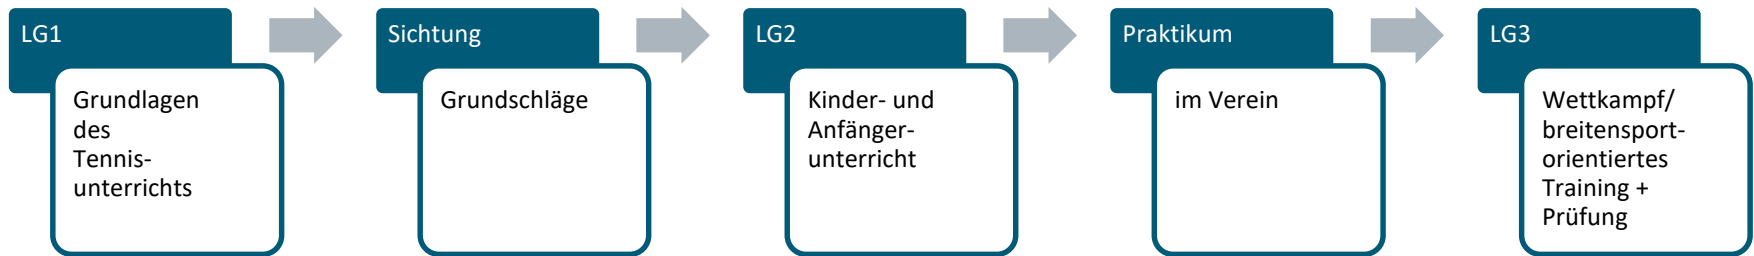 LG1
Grundlagen
des
Tennis-
unterrichts
Sichtung
Grundschläge
LG2
Kinder- und
Anfänger-
unterricht
Praktikum
im Verein
LG3
Wettkampf/
breitensport-
orientiertes
Training +
Prüfung